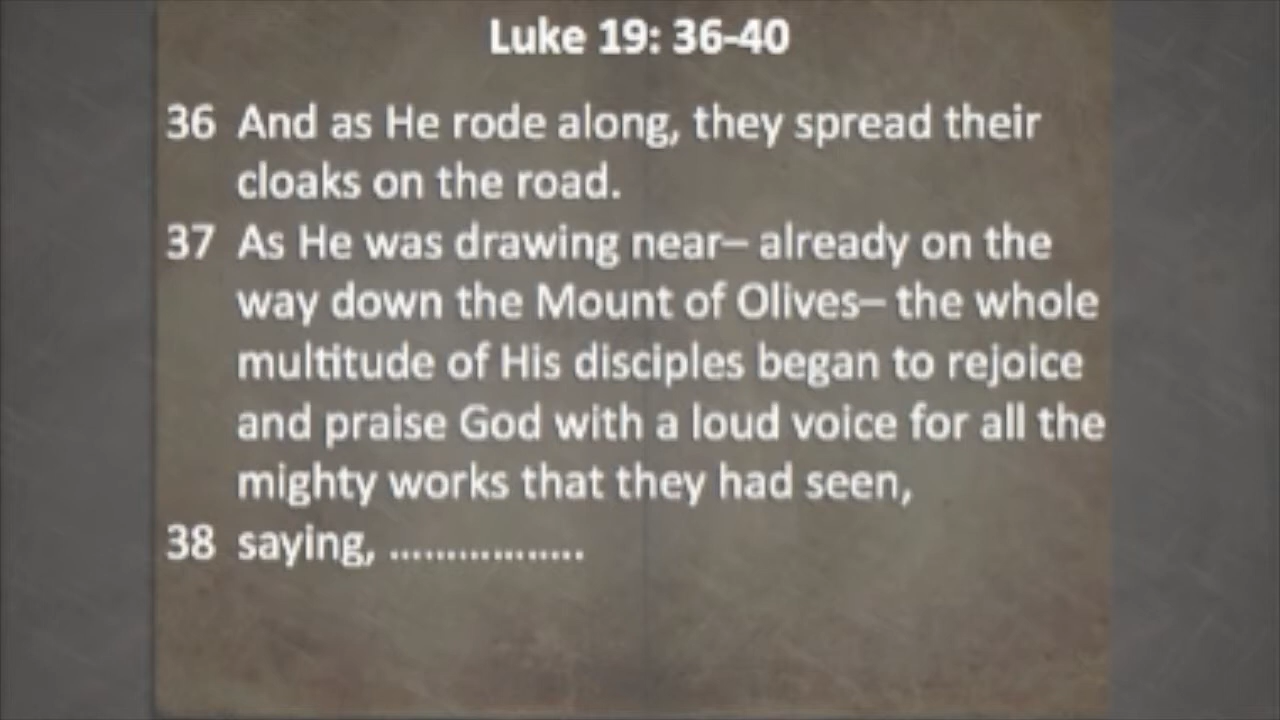 Luke 19: 36-40
36 And as He rode along, they spread their
cloaks on the road.
37 As He was drawing near– already on the
way down the Mount of Olives– the whole
multitude of His disciples began to rejoice
and praise God with a loud voice for all the
mighty works that they had seen,
38 saying, .................